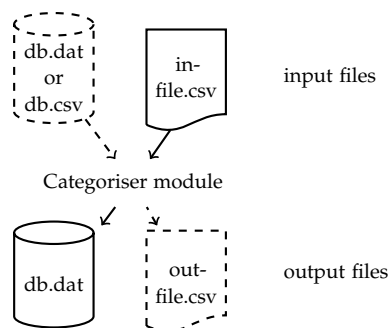 db.dat
or
db.csv
in-
file.csv
input files
Categoriser module
db.dat
out-
file.csv
output files